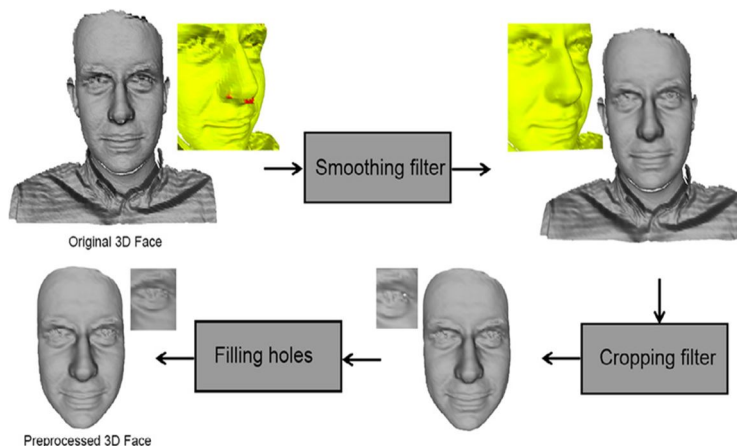 Smoothing filter
Original 3D Face
Filling holes
Cropping filter
Preprocessed 3D Face